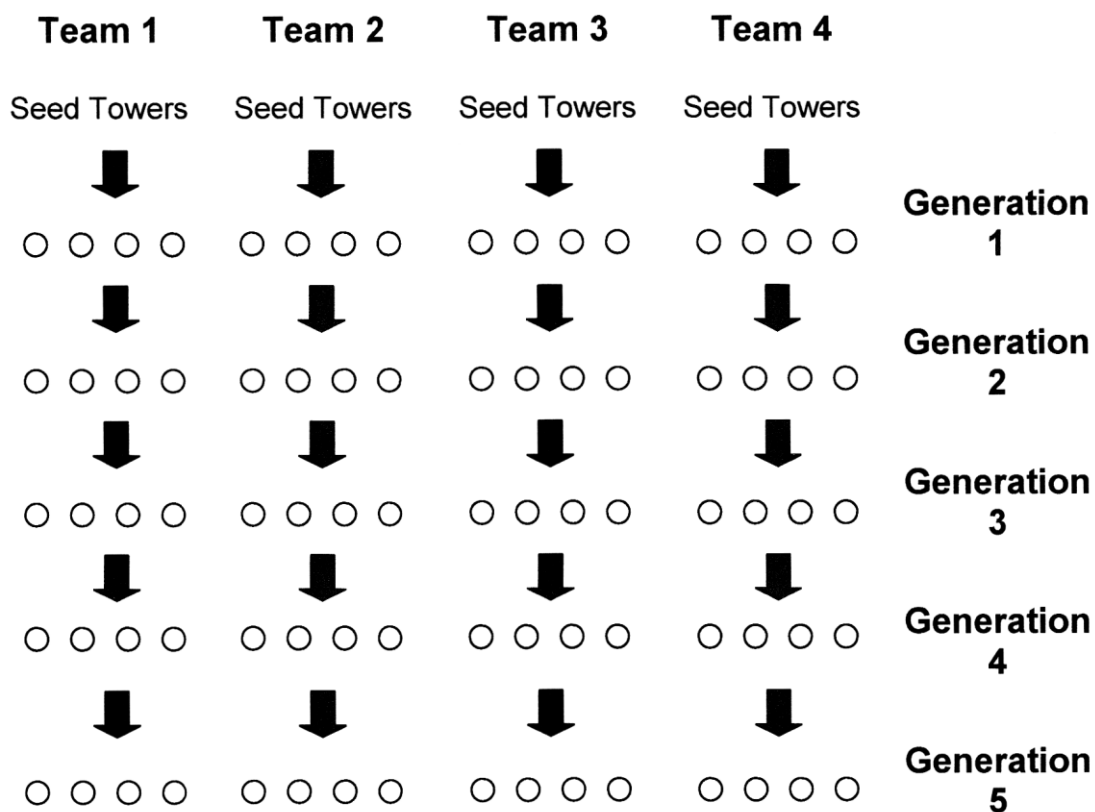 Team 1 Team 2 Team 3 Team 4
Seed Towers Seed Towers Seed Towers Seed Towers
Generation
1
Generation
2
Generation
3
Generation
4
Generation
5